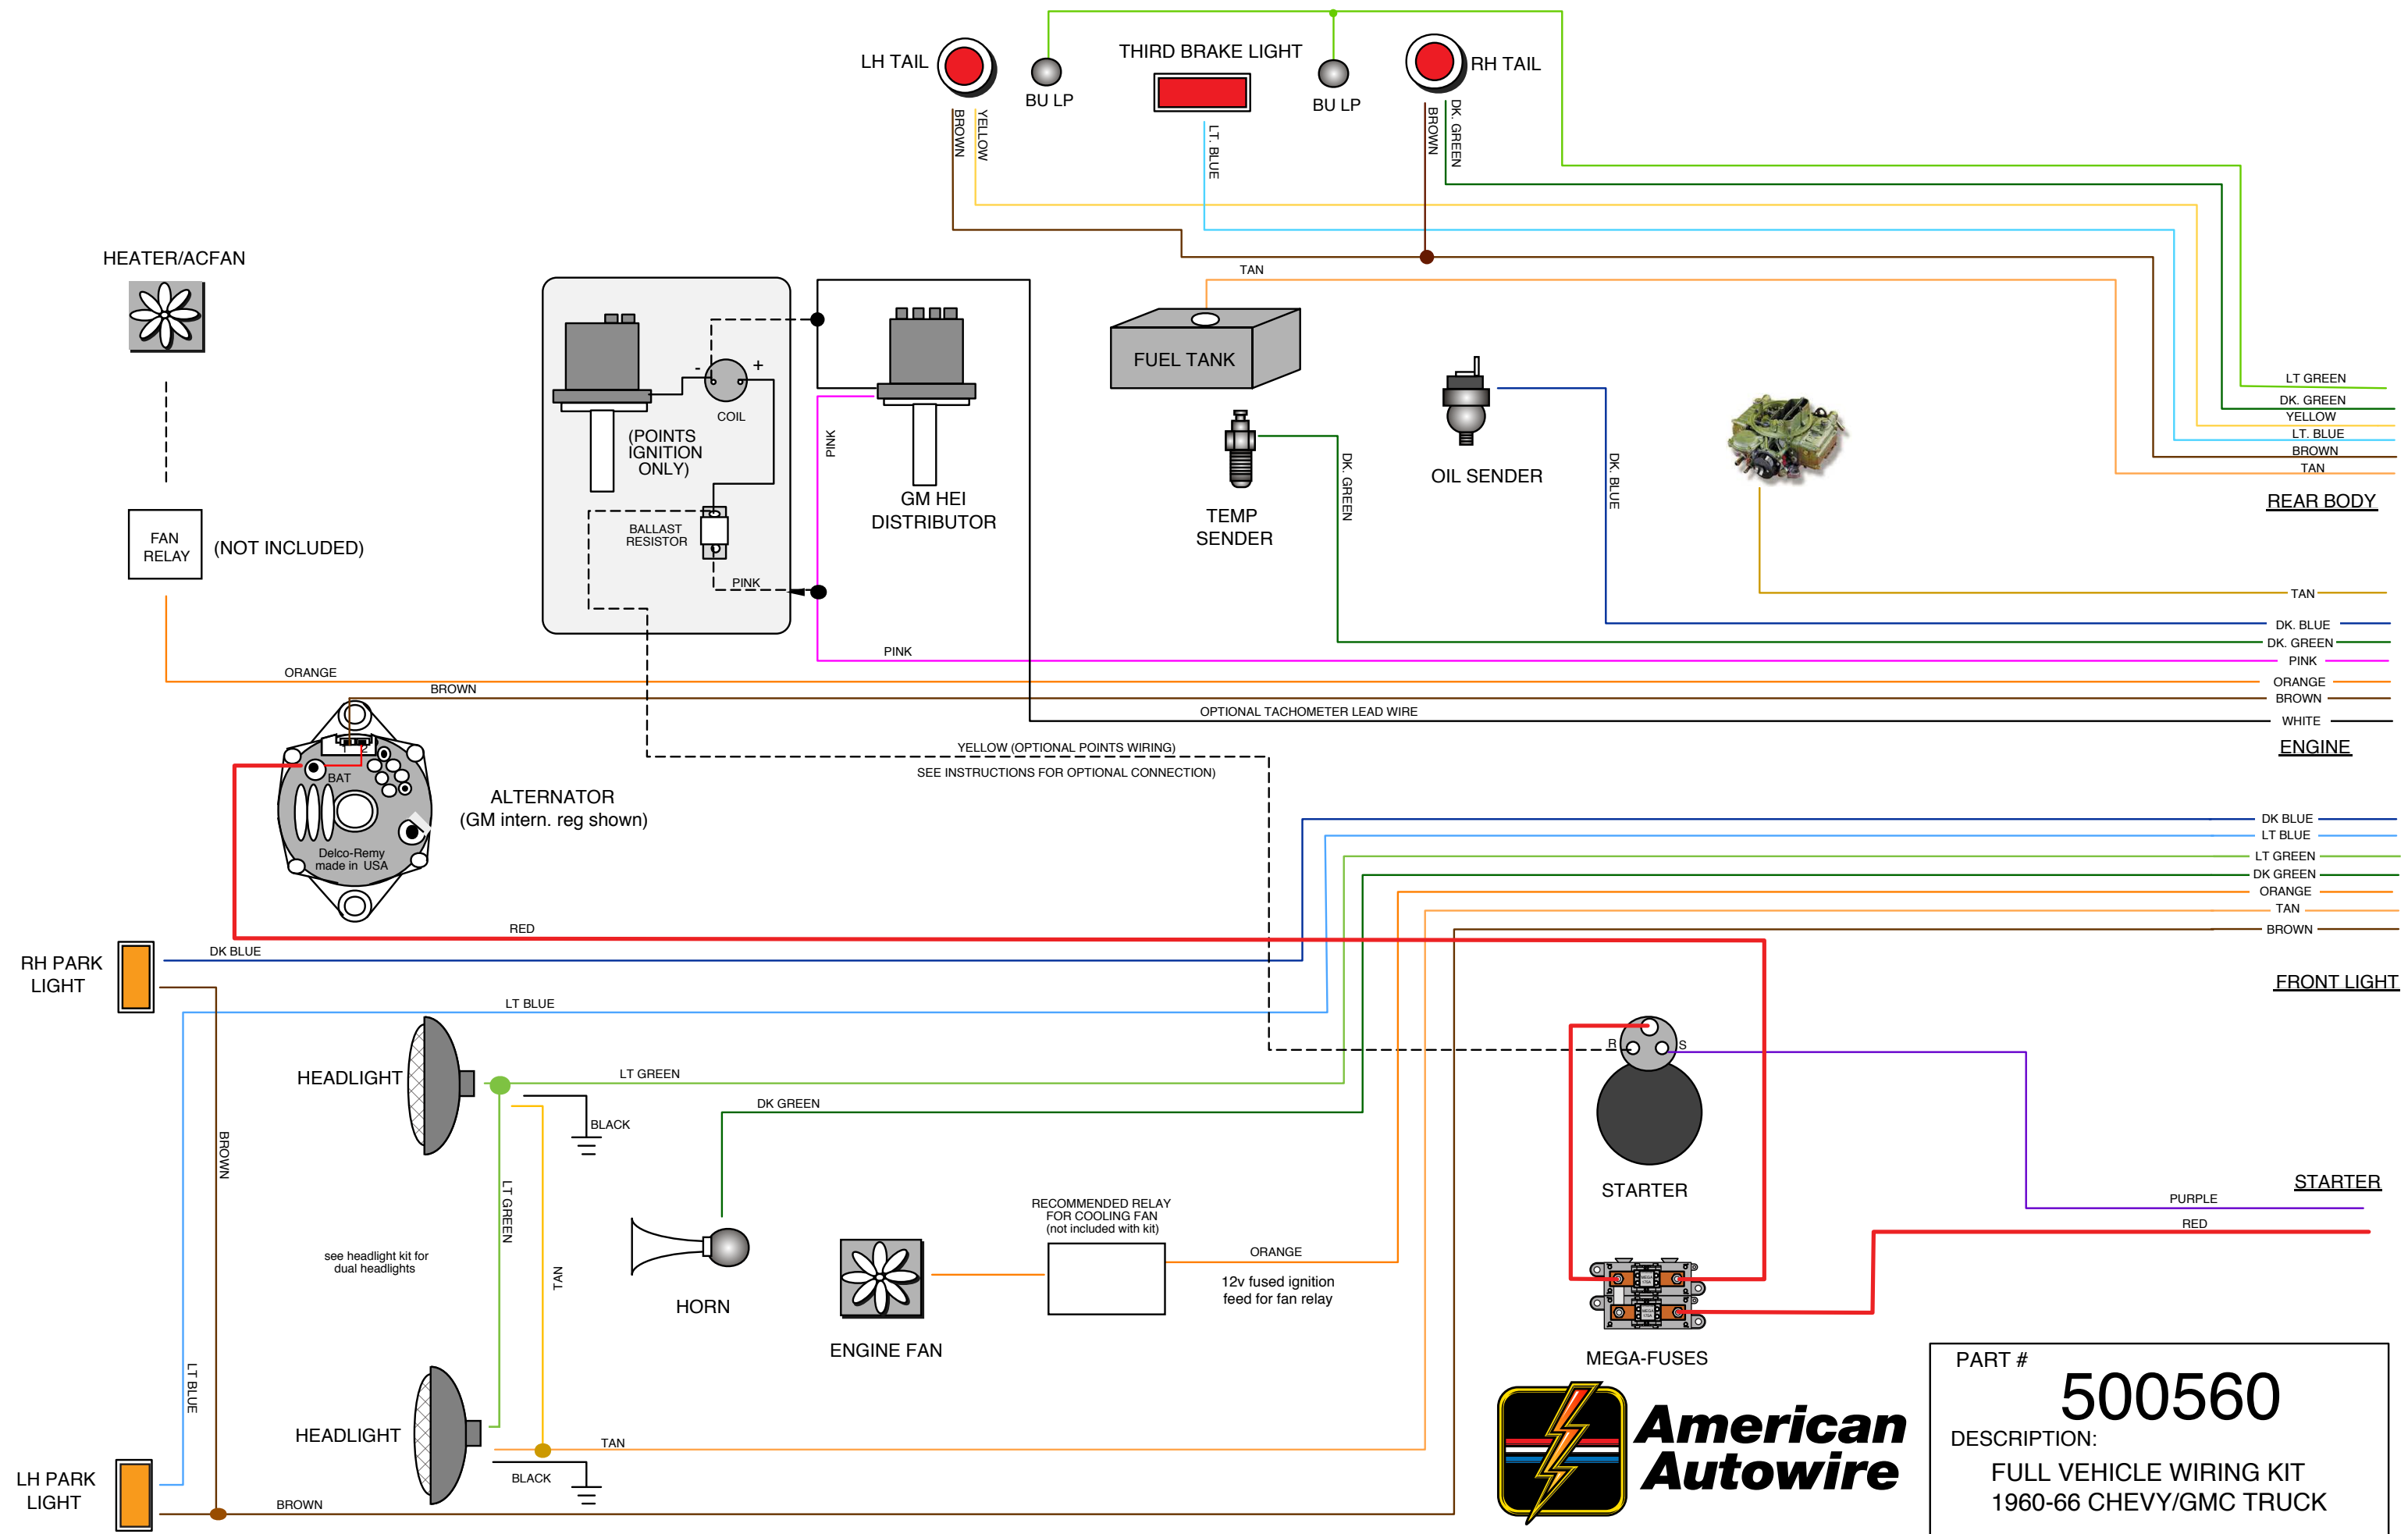 LH TAIL
BU LP
THIRD BRAKE LIGHT
BU LP
RH TAIL
BROWN
YELLOW
LT. BLUE
BROWN
DK. GREEN
HEATER/ACFAN
TAN
FUEL TANK
- +
COIL
(POINTS
IGNITION
ONLY)
PINK
BALLAST
RESISTOR
PINK
GM HEI
DISTRIBUTOR
TEMP
SENDER
DK. GREEN
OIL SENDER
DK. BLUE
LT GREEN
DK. GREEN
YELLOW
LT. BLUE
BROWN
TAN
REAR BODY
FAN
RELAY
(NOT INCLUDED)
TAN
DK. BLUE
DK. GREEN
PINK
PINK
ORANGE
ORANGE
BROWN
BROWN
OPTIONAL TACHOMETER LEAD WIRE
WHITE
ENGINE
YELLOW (OPTIONAL POINTS WIRING)
SEE INSTRUCTIONS FOR OPTIONAL CONNECTION)
1 2
BAT
Delco-Remy
made in USA
ALTERNATOR
(GM intern. reg shown)
DK BLUE
LT BLUE
LT GREEN
DK GREEN
ORANGE
TAN
BROWN
FRONT LIGHT
RED
RH PARK
LIGHT
DK BLUE
LT BLUE
HEADLIGHT
LT GREEN
BLACK
DK GREEN
BROWN
LT GREEN
TAN
see headlight kit for
dual headlights
HORN
RECOMMENDED RELAY
FOR COOLING FAN
(not included with kit)
ORANGE
12v fused ignition
feed for fan relay
ENGINE FAN
R
S
STARTER
STARTER
PURPLE
RED
MEGA-FUSES
LT BLUE
HEADLIGHT
TAN
BLACK
LH PARK
LIGHT
BROWN
American
Autowire
PART #
500560
DESCRIPTION:
FULL VEHICLE WIRING KIT
1960-66 CHEVY/GMC TRUCK